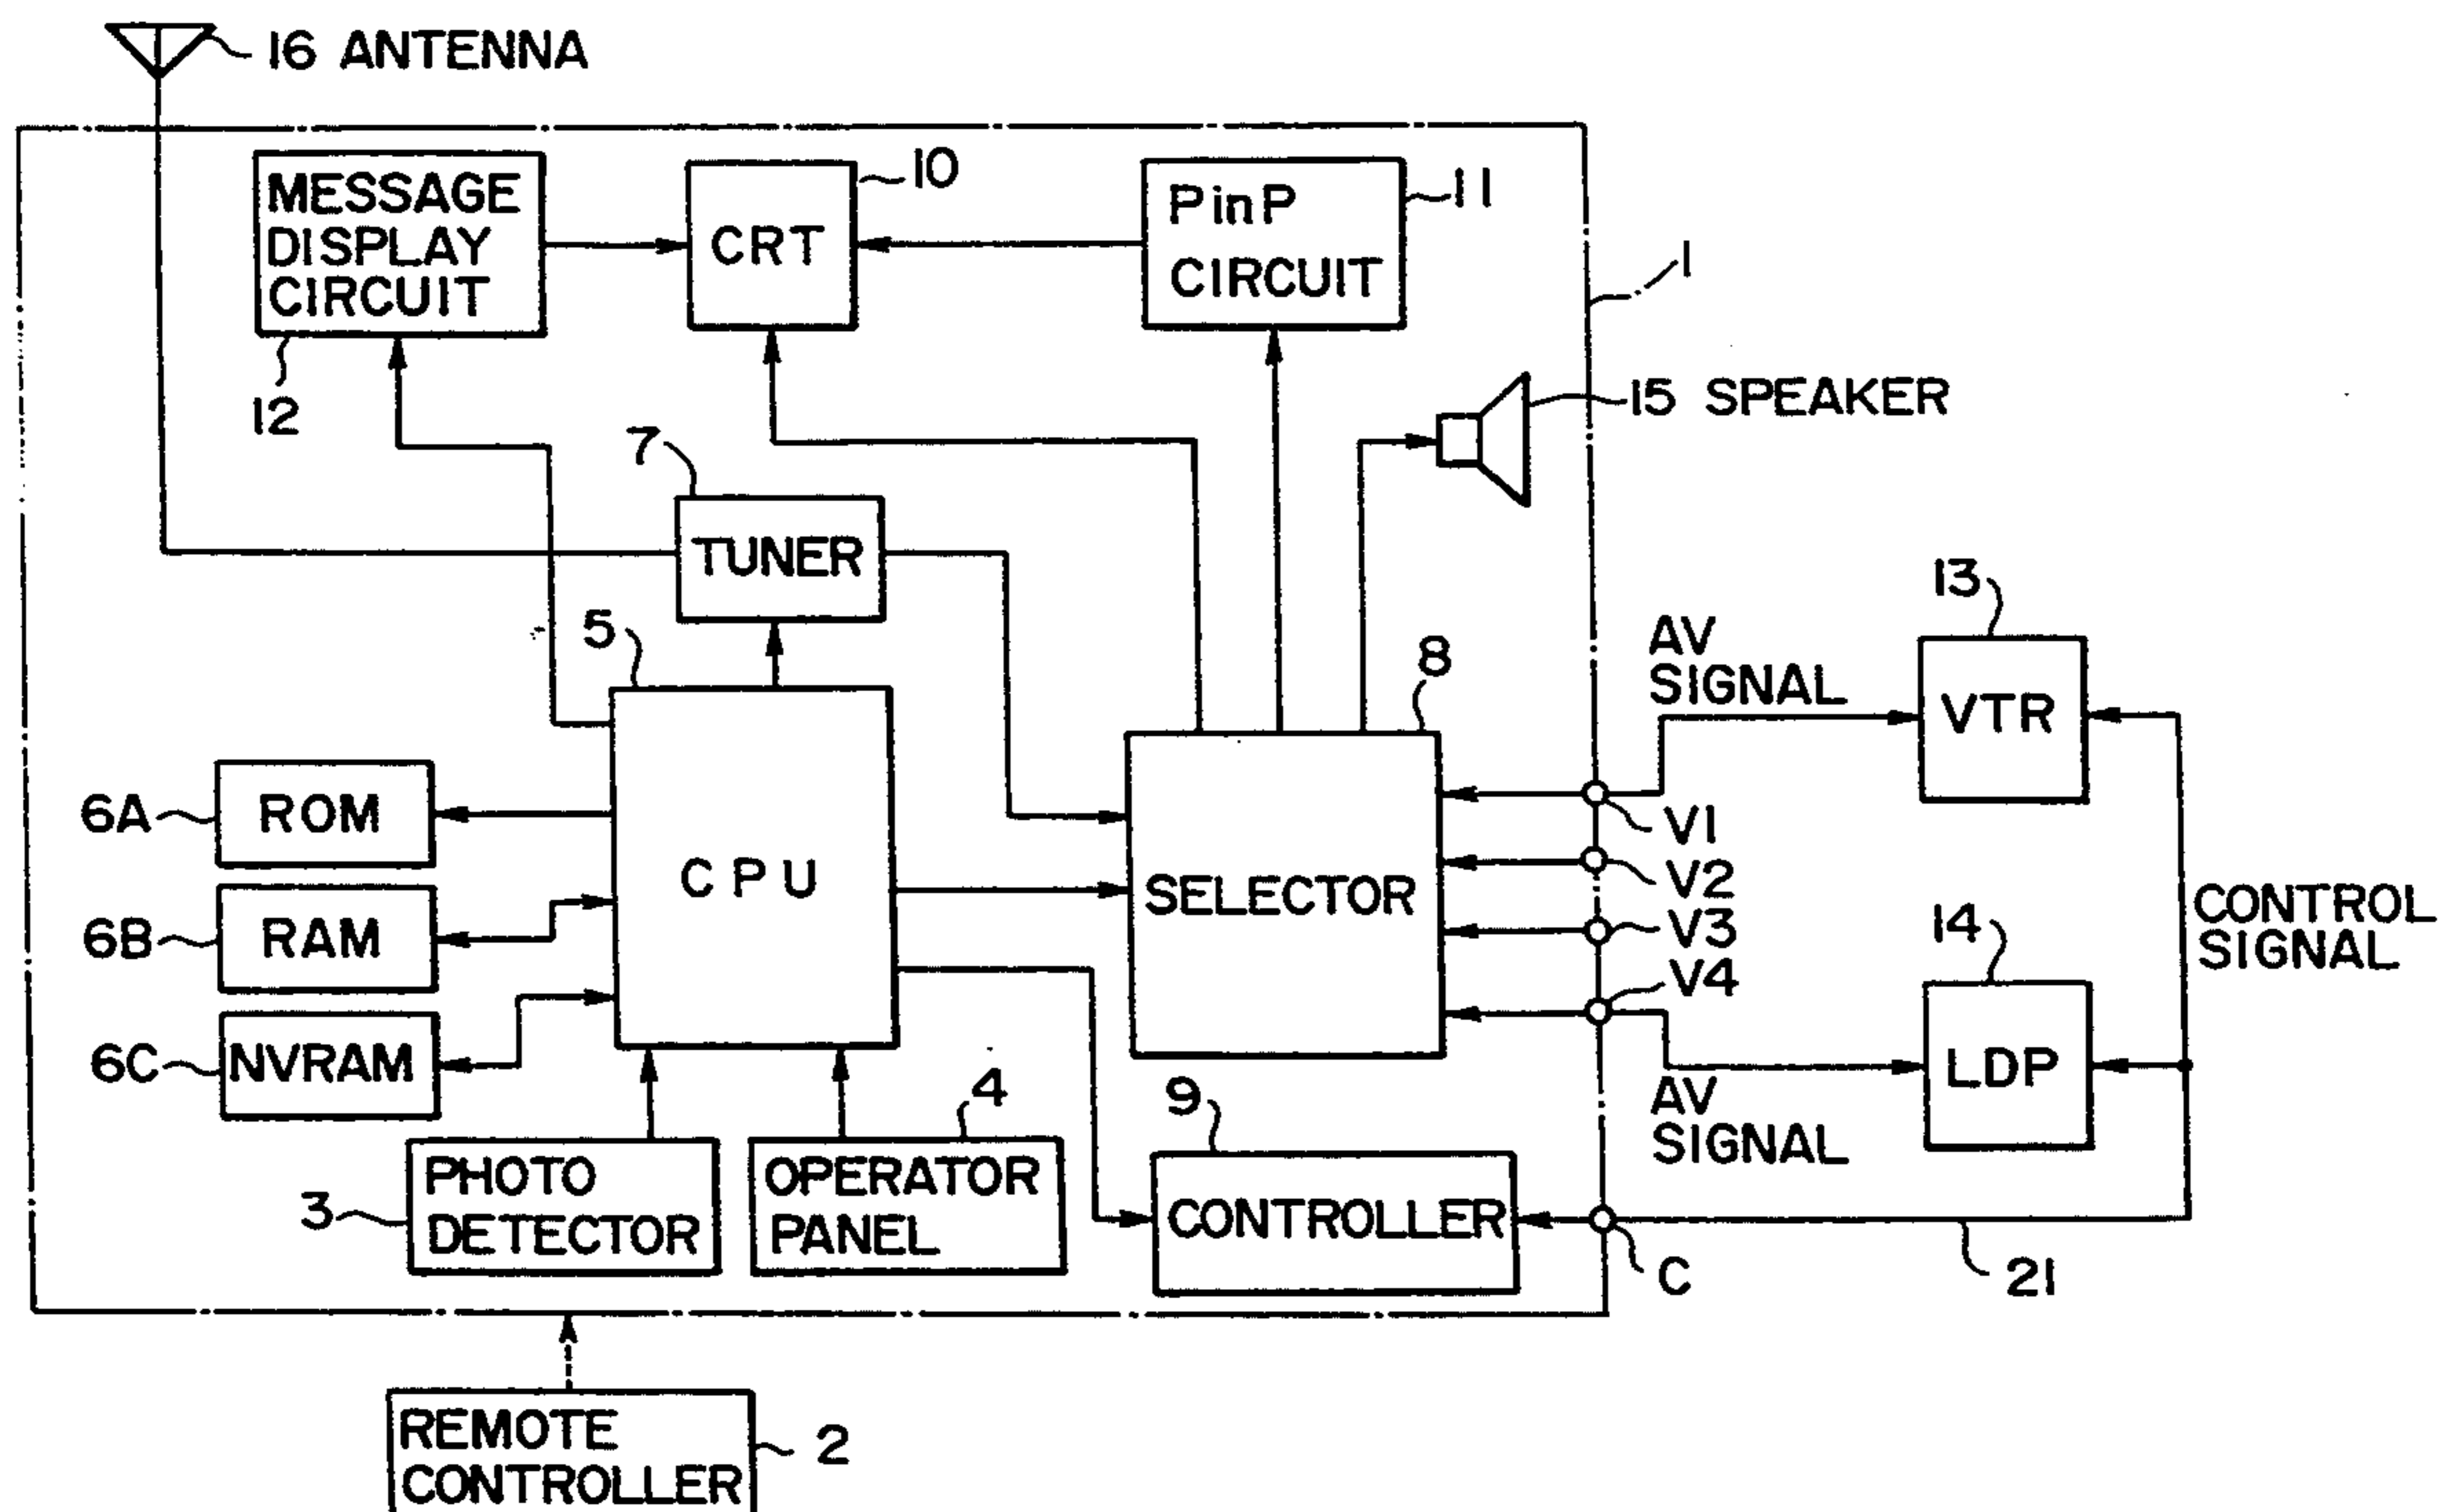 16 ANTENNA
MESSAGE
DISPLAY
CIRCUIT
12
CRT
10
PinP
CIRCUIT
11
1
15 SPEAKER
7
TUNER
5
CPU
8
SELECTOR
6A
ROM
6B
RAM
6C
NVRAM
3
PHOTO
DETECTOR
4
OPERATOR
PANEL
9
CONTROLLER
AV
SIGNAL
13
VTR
V1
V2
V3
V4
CONTROL
SIGNAL
14
LDP
AV
SIGNAL
C
21
REMOTE
CONTROLLER
2